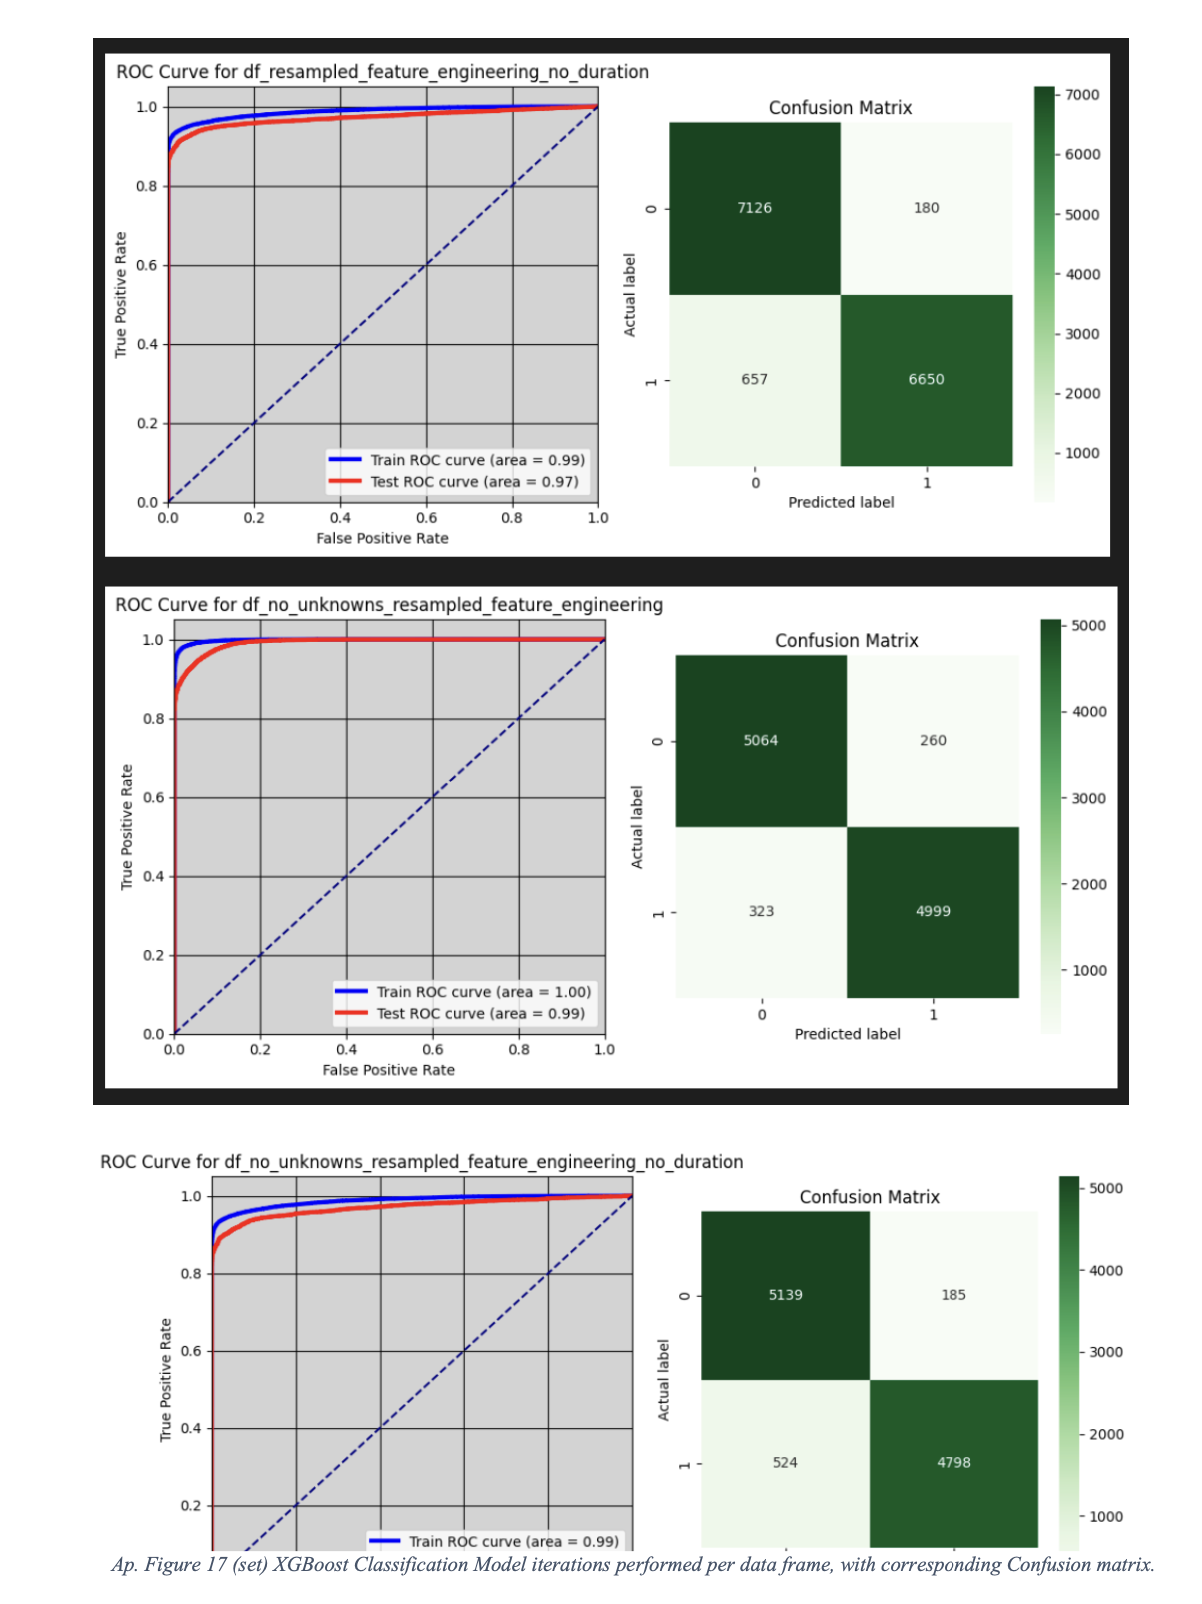 ROC Curve for df_resampled_feature_engineering_no_duration
1.0
0.8
0.6
0.4
0.2
0.0
True Positive Rate
Train ROC curve (area = 0.99)
Test ROC curve (area = 0.97)
0.0 0.2 0.4 0.6 0.8 1.0
False Positive Rate
Confusion Matrix
Actual label
0
7126 180
1
657 6650
0 1
Predicted label
7000
6000
5000
4000
3000
2000
1000
ROC Curve for df_no_unknowns_resampled_feature_engineering
1.0
0.8
0.6
0.4
0.2
0.0
True Positive Rate
Train ROC curve (area = 1.00)
Test ROC curve (area = 0.99)
0.0 0.2 0.4 0.6 0.8 1.0
False Positive Rate
Confusion Matrix
Actual label
0
5064 260
1
323 4999
0 1
Predicted label
5000
4000
3000
2000
1000
ROC Curve for df_no_unknowns_resampled_feature_engineering_no_duration
1.0
0.8
0.6
0.4
0.2
True Positive Rate
Train ROC curve (area = 0.99)
Confusion Matrix
Actual label
0
5139 185
1
524 4798
5000
4000
3000
2000
1000
Ap. Figure 17 (set) XGBoost Classification Model iterations performed per data frame, with corresponding Confusion matrix.